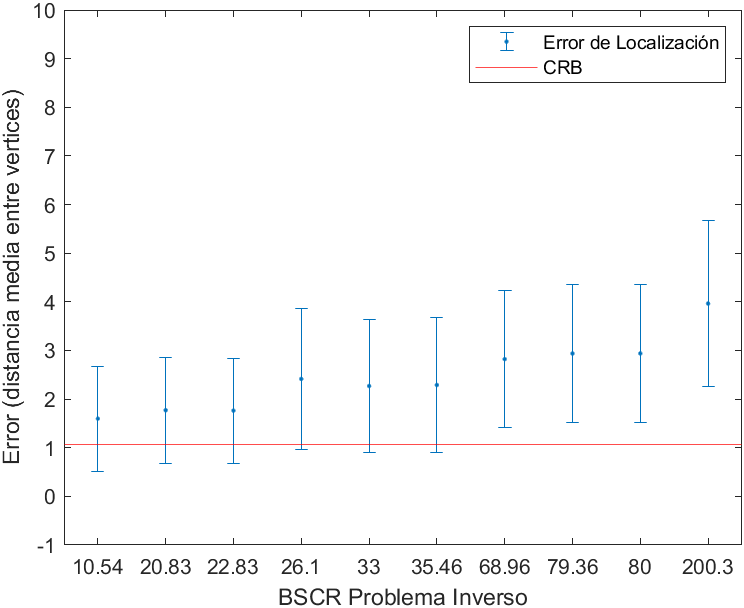 10
9
8
7
6
5
4
3
2
1
0
-1
Error (distancia media entre vertices)
Error de Localización
CRB
10.54 20.83 22.83 26.1 33 35.46 68.96 79.36 80 200.3
BSCR Problema Inverso